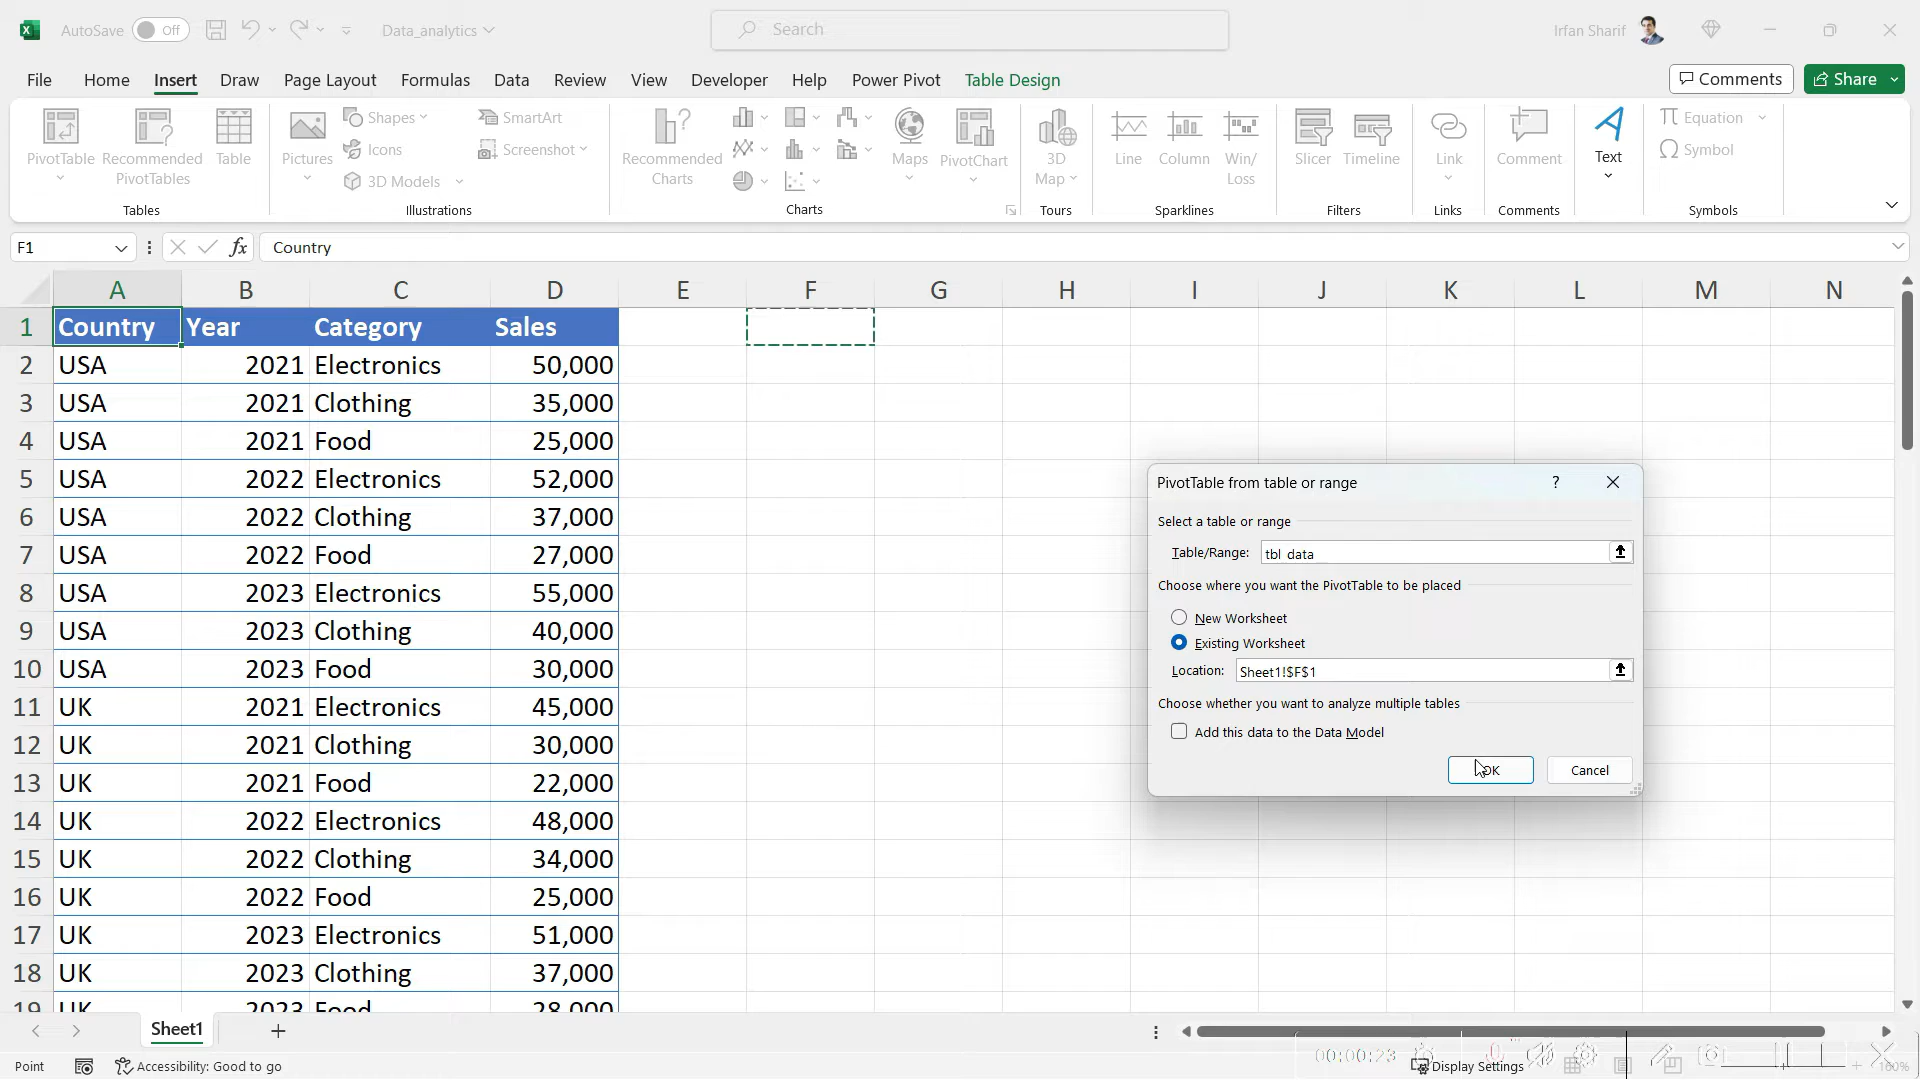 AutoSave Off Data_analytics Search Irfan Sharif
File Home Insert Draw Page Layout Formulas Data Review View Developer Help Power Pivot Table Design Comments Share
PivotTable Recommended PivotTables Table
Tables
Pictures Shapes Icons 3D Models SmartArt Screenshot
Illustrations
Recommended Charts Maps PivotChart
Charts
3D Map
Tours
Line Column Win/Loss
Sparklines
Slicer Timeline
Filters
Link
Links
Comment
Comments
Text
Equation
Symbol
Symbols
F1 fx Country
A B C D E F G H I J K L M N
1 Country Year Category Sales
2 USA 2021 Electronics 50,000
3 USA 2021 Clothing 35,000
4 USA 2021 Food 25,000
5 USA 2022 Electronics 52,000
6 USA 2022 Clothing 37,000
7 USA 2022 Food 27,000
8 USA 2023 Electronics 55,000
9 USA 2023 Clothing 40,000
10 USA 2023 Food 30,000
11 UK 2021 Electronics 45,000
12 UK 2021 Clothing 30,000
13 UK 2021 Food 22,000
14 UK 2022 Electronics 48,000
15 UK 2022 Clothing 34,000
16 UK 2022 Food 25,000
17 UK 2023 Electronics 51,000
18 UK 2023 Clothing 37,000
19 UK 2023 Food 28,000
PivotTable from table or range ?
Select a table or range
Table/Range: tbl_data
Choose where you want the PivotTable to be placed
New Worksheet
Existing Worksheet
Location: Sheet1!$F$1
Choose whether you want to analyze multiple tables
Add this data to the Data Model
OK Cancel
Sheet1
Point Accessibility: Good to go 00:00:23 Display Settings 160%